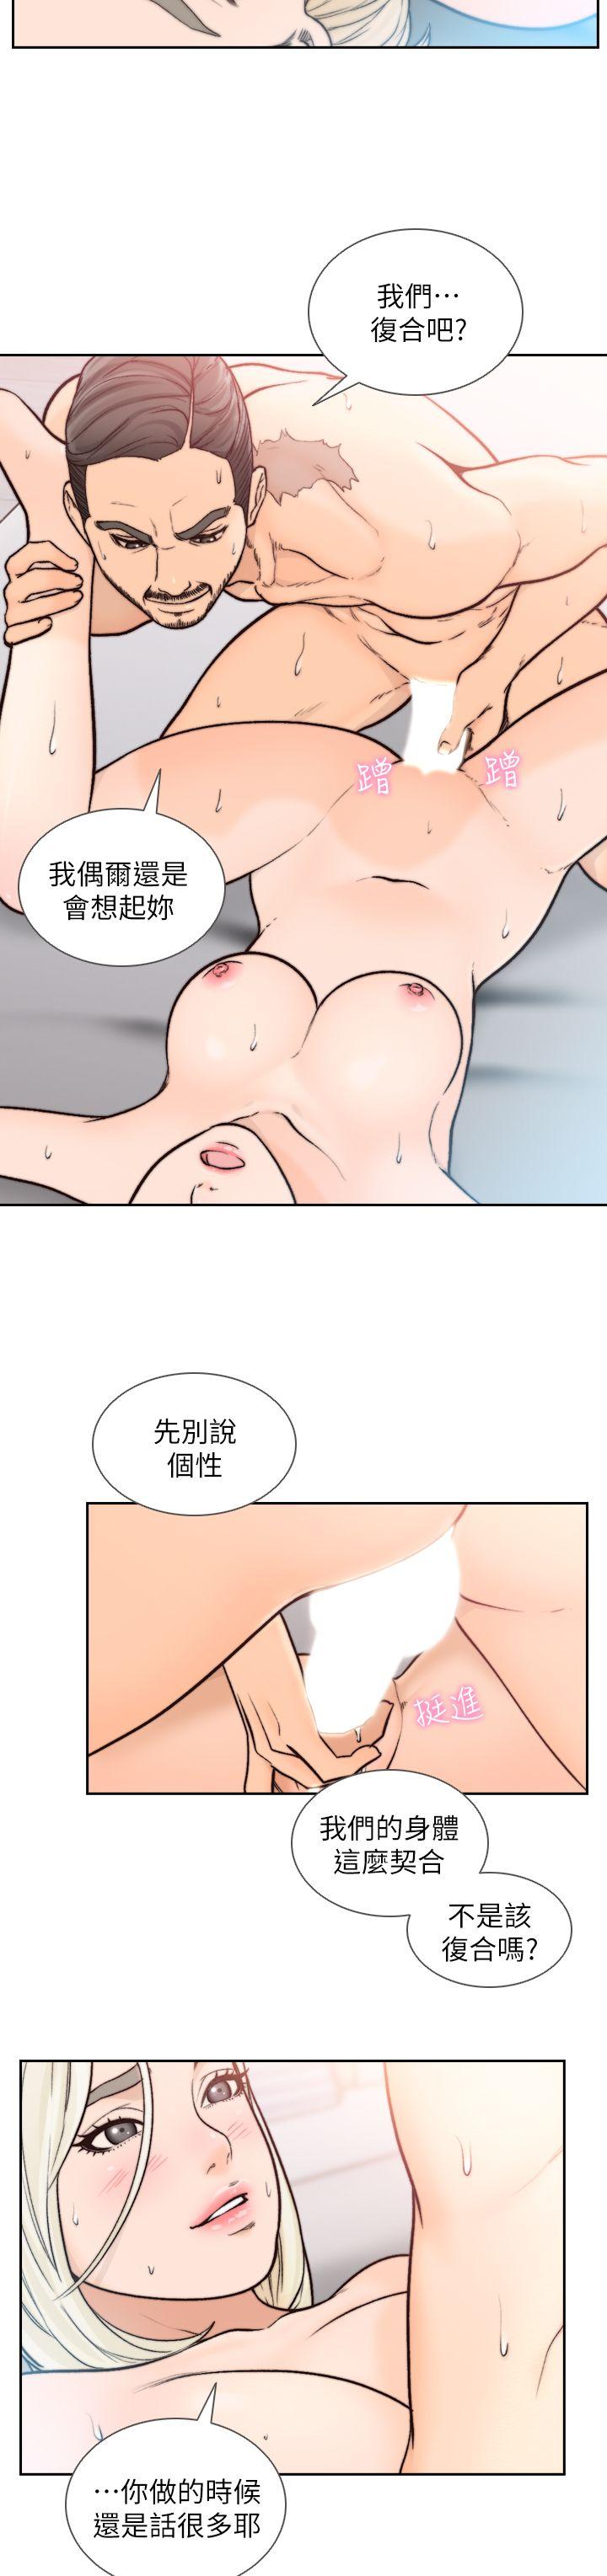 我們…
復合吧?
蹭
蹭
我偶爾還是
會想起妳
先別說
個性
挺進
我們的身體
這麼契合
不是該
復合嗎?
…你做的時候
還是話很多耶